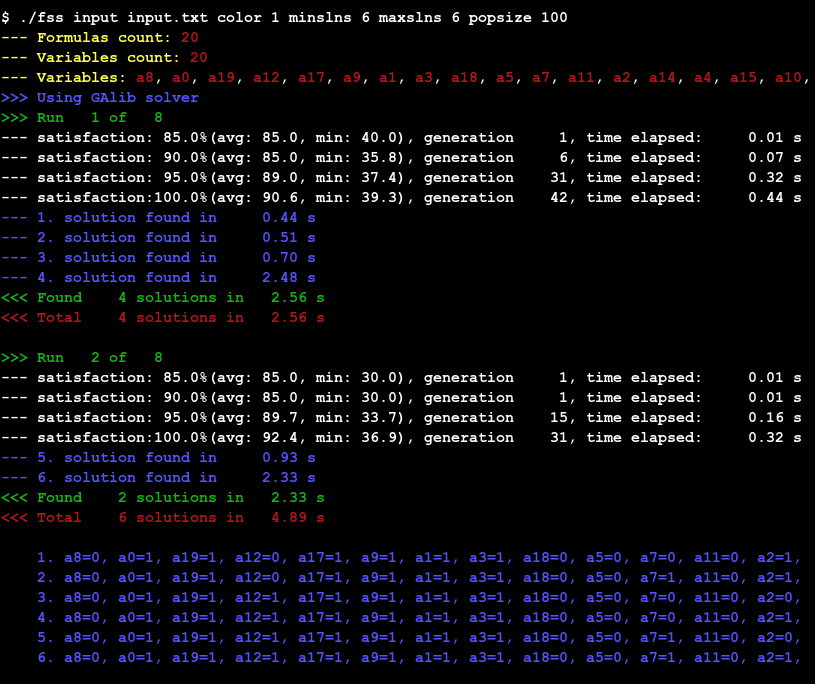 $ ./fss input input.txt color 1 minslns 6 maxslns 6 popsize 100
--- Formulas count: 20
--- Variables count: 20
--- Variables: a8, a0, a19, a12, a17, a9, a1, a3, a18, a5, a7, a11, a2, a14, a4, a15, a10,
>>> Using GAlib solver
>>> Run   1 of   8
--- satisfaction: 85.0%(avg: 85.0, min: 40.0), generation     1, time elapsed:     0.01 s
--- satisfaction: 90.0%(avg: 85.0, min: 35.8), generation     6, time elapsed:     0.07 s
--- satisfaction: 95.0%(avg: 89.0, min: 37.4), generation    31, time elapsed:     0.32 s
--- satisfaction:100.0%(avg: 90.6, min: 39.3), generation    42, time elapsed:     0.44 s
--- 1. solution found in     0.44 s
--- 2. solution found in     0.51 s
--- 3. solution found in     0.70 s
--- 4. solution found in     2.48 s
<<< Found    4 solutions in   2.56 s
<<< Total    4 solutions in   2.56 s
>>> Run   2 of   8
--- satisfaction: 85.0%(avg: 85.0, min: 30.0), generation     1, time elapsed:     0.01 s
--- satisfaction: 90.0%(avg: 85.0, min: 30.0), generation     1, time elapsed:     0.01 s
--- satisfaction: 95.0%(avg: 89.7, min: 33.7), generation    15, time elapsed:     0.16 s
--- satisfaction:100.0%(avg: 92.4, min: 36.9), generation    31, time elapsed:     0.32 s
--- 5. solution found in     0.93 s
--- 6. solution found in     2.33 s
<<< Found    2 solutions in   2.33 s
<<< Total    6 solutions in   4.89 s
1. a8=0, a0=1, a19=1, a12=0, a17=1, a9=1, a1=1, a3=1, a18=0, a5=0, a7=0, a11=0, a2=1,
2. a8=0, a0=1, a19=1, a12=0, a17=1, a9=1, a1=1, a3=1, a18=0, a5=0, a7=1, a11=0, a2=1,
3. a8=0, a0=1, a19=1, a12=1, a17=1, a9=1, a1=1, a3=1, a18=0, a5=0, a7=0, a11=0, a2=0,
4. a8=0, a0=1, a19=1, a12=1, a17=1, a9=1, a1=1, a3=1, a18=0, a5=0, a7=0, a11=0, a2=1,
5. a8=0, a0=1, a19=1, a12=1, a17=1, a9=1, a1=1, a3=1, a18=0, a5=0, a7=1, a11=0, a2=0,
6. a8=0, a0=1, a19=1, a12=1, a17=1, a9=1, a1=1, a3=1, a18=0, a5=0, a7=1, a11=0, a2=1,